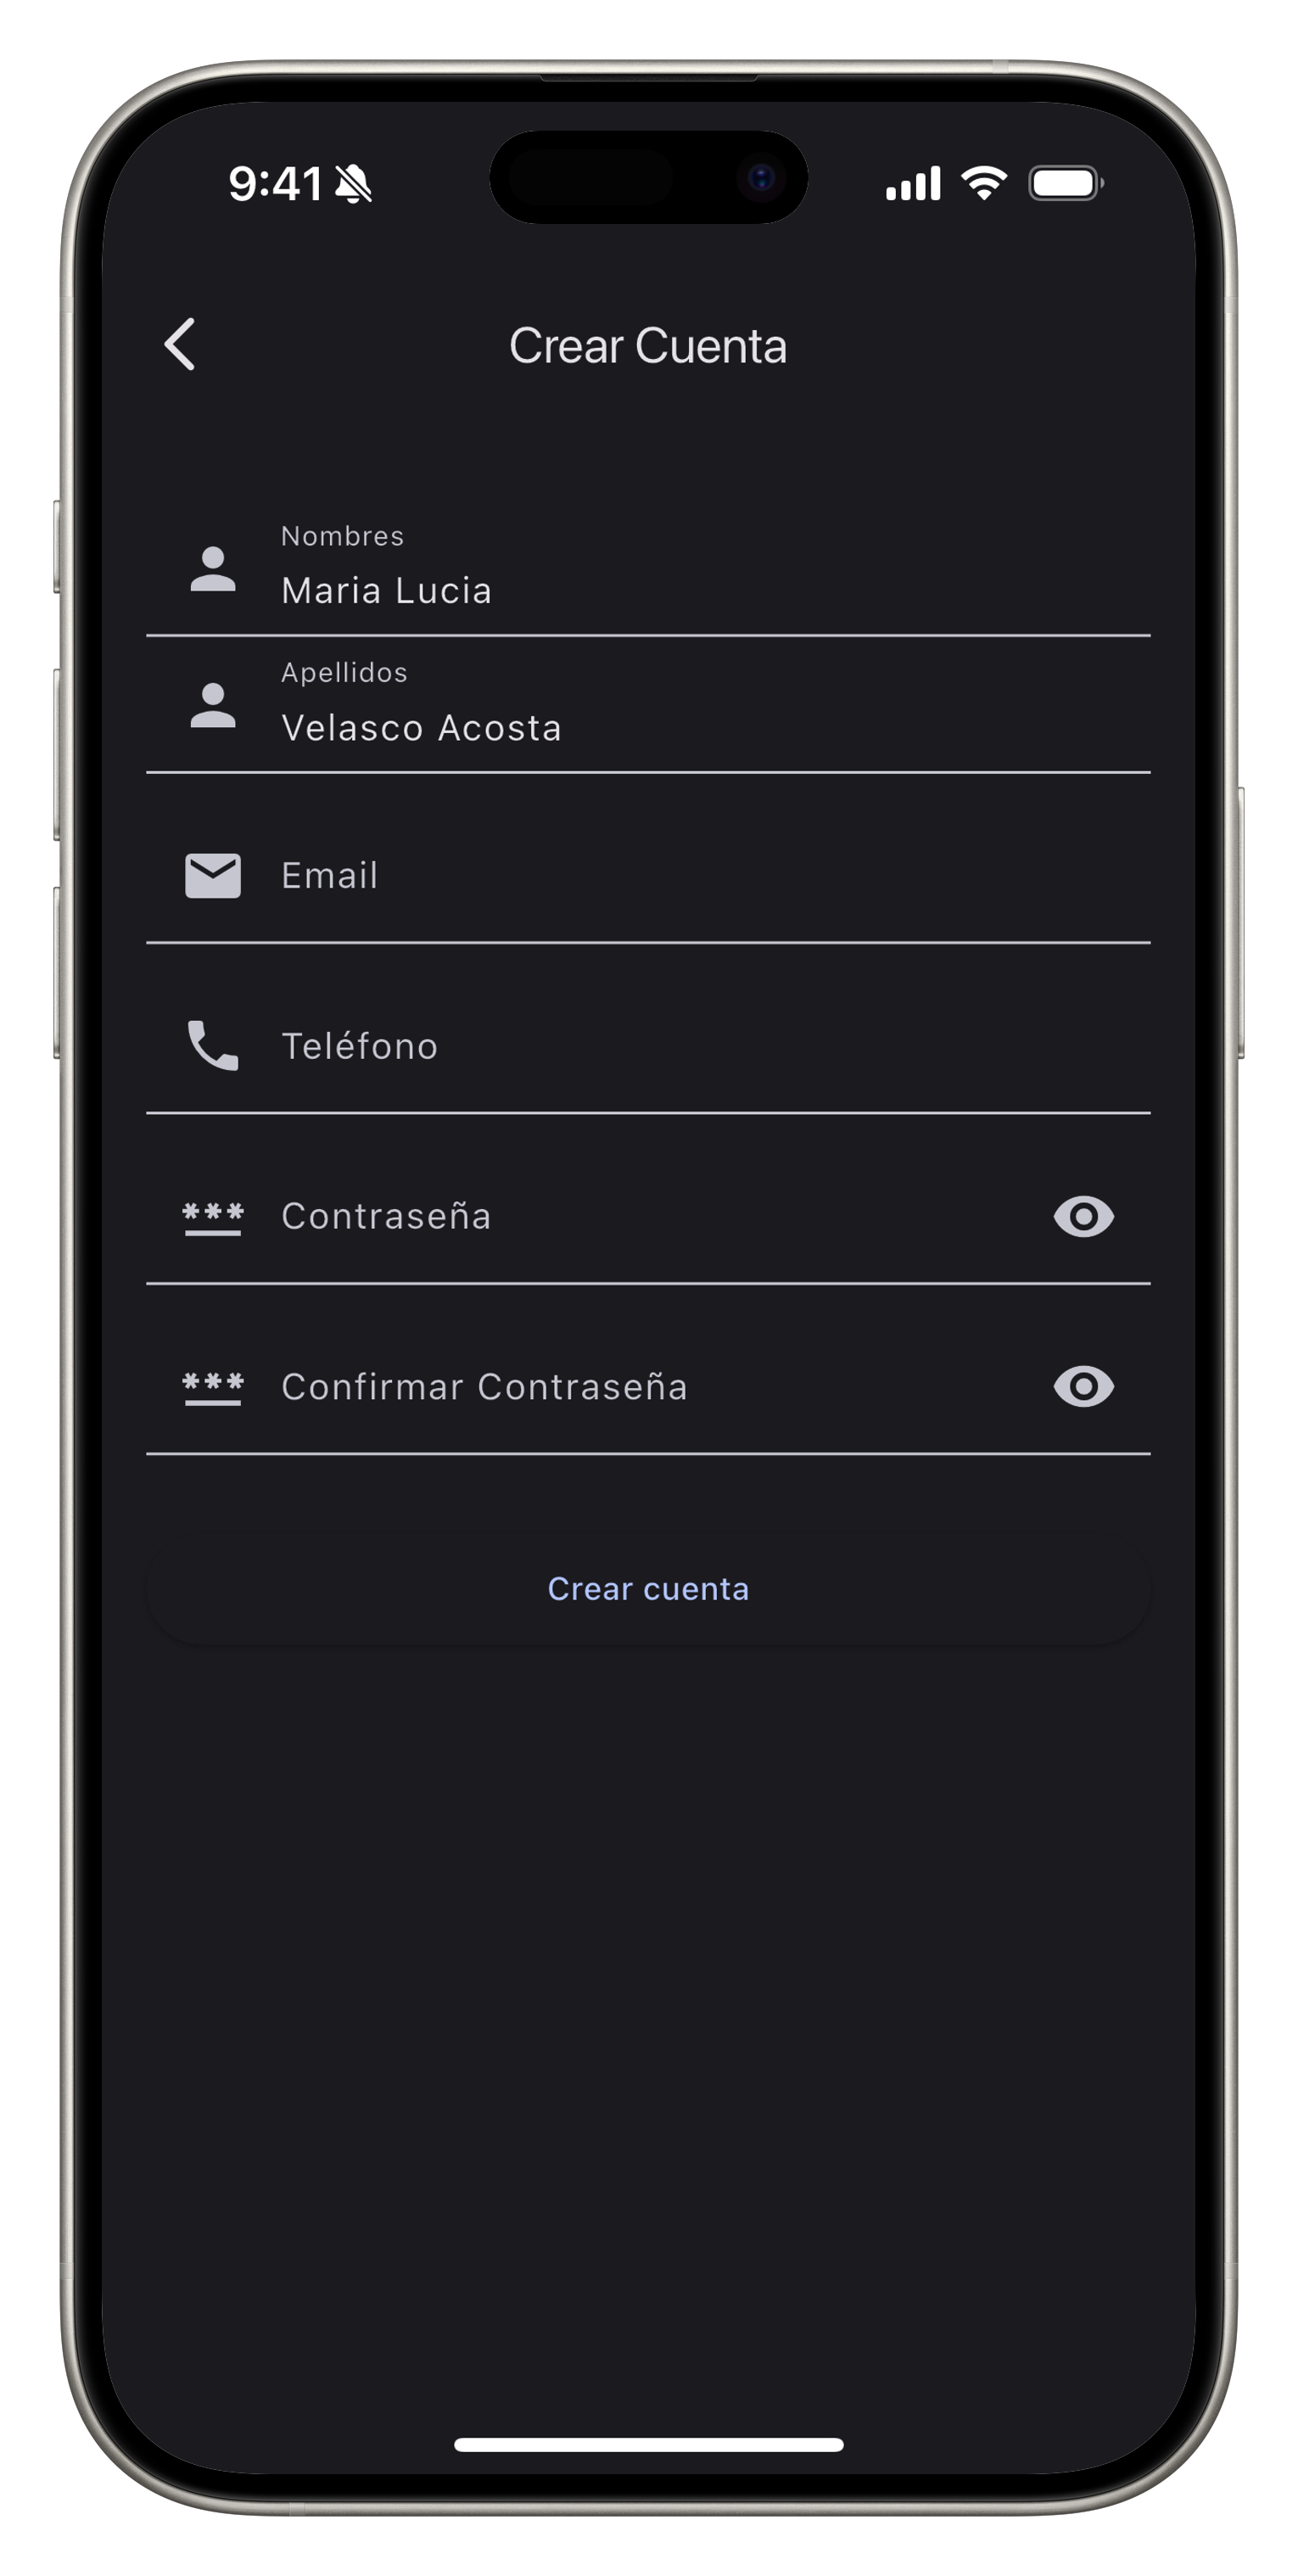 9:41
Crear Cuenta
Nombres
Maria Lucia
Apellidos
Velasco Acosta
Email
Teléfono
*** Contraseña
*** Confirmar Contraseña
Crear cuenta